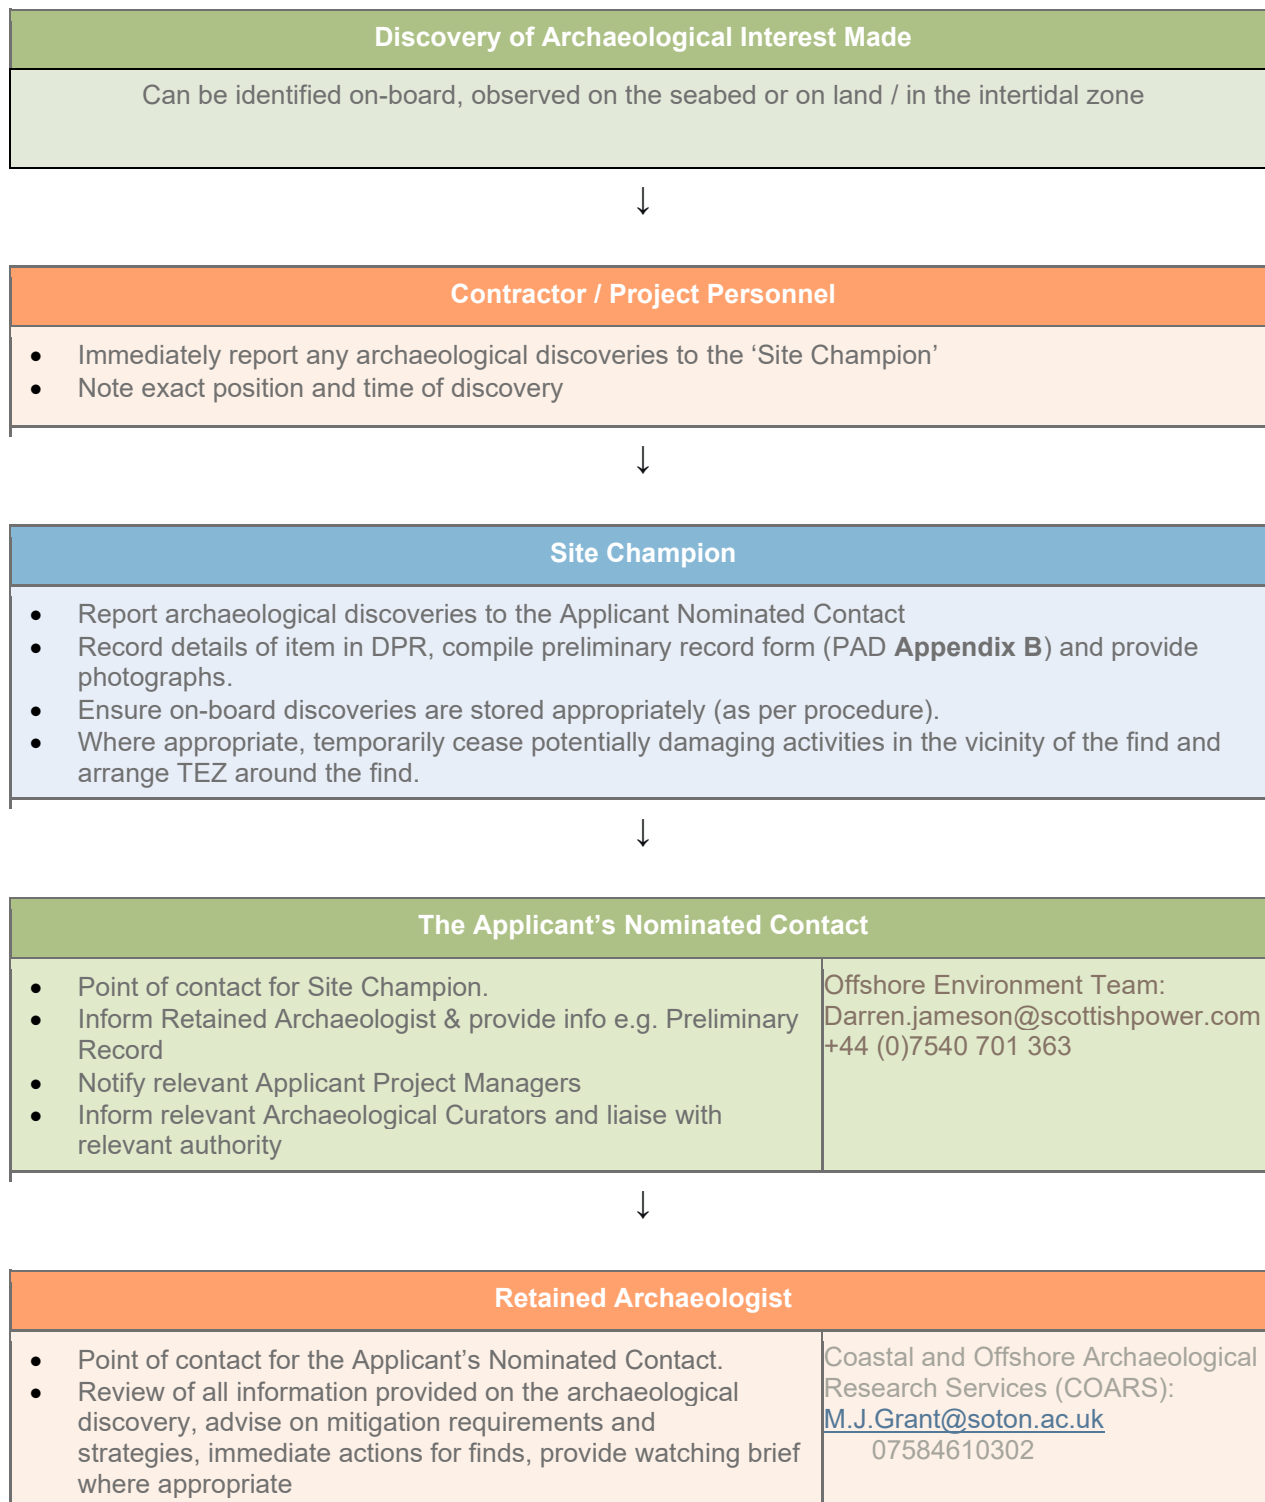 Discovery of Archaeological Interest Made
Can be identified on-board, observed on the seabed or on land / in the intertidal zone
↓
Contractor / Project Personnel
• Immediately report any archaeological discoveries to the ‘Site Champion’
• Note exact position and time of discovery
↓
Site Champion
• Report archaeological discoveries to the Applicant Nominated Contact
• Record details of item in DPR, compile preliminary record form (PAD Appendix B) and provide
photographs.
• Ensure on-board discoveries are stored appropriately (as per procedure).
• Where appropriate, temporarily cease potentially damaging activities in the vicinity of the find and
arrange TEZ around the find.
↓
The Applicant’s Nominated Contact
• Point of contact for Site Champion.
• Inform Retained Archaeologist & provide info e.g. Preliminary
Record
• Notify relevant Applicant Project Managers
• Inform relevant Archaeological Curators and liaise with
relevant authority
Offshore Environment Team:
Darren.jameson@scottishpower.com
+44 (0)7540 701 363
↓
Retained Archaeologist
• Point of contact for the Applicant’s Nominated Contact.
• Review of all information provided on the archaeological
discovery, advise on mitigation requirements and
strategies, immediate actions for finds, provide watching brief
where appropriate
Coastal and Offshore Archaeological
Research Services (COARS):
M.J.Grant@soton.ac.uk
07584610302